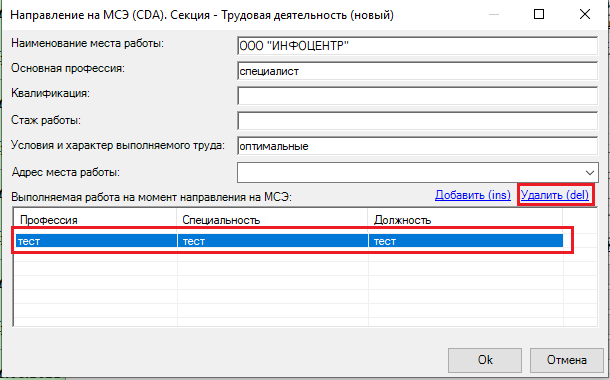 Направление на МСЭ (CDA). Секция - Трудовая деятельность (новый)
Наименование места работы: ООО "ИНФОЦЕНТР"
Основная профессия: специалист
Квалификация:
Стаж работы:
Условия и характер выполняемого труда: оптимальные
Адрес места работы:
Выполняемая работа на момент направления на МСЭ: Добавить (ins) Удалить (del)
Профессия Специальность Должность
тест тест тест
Ok Отмена